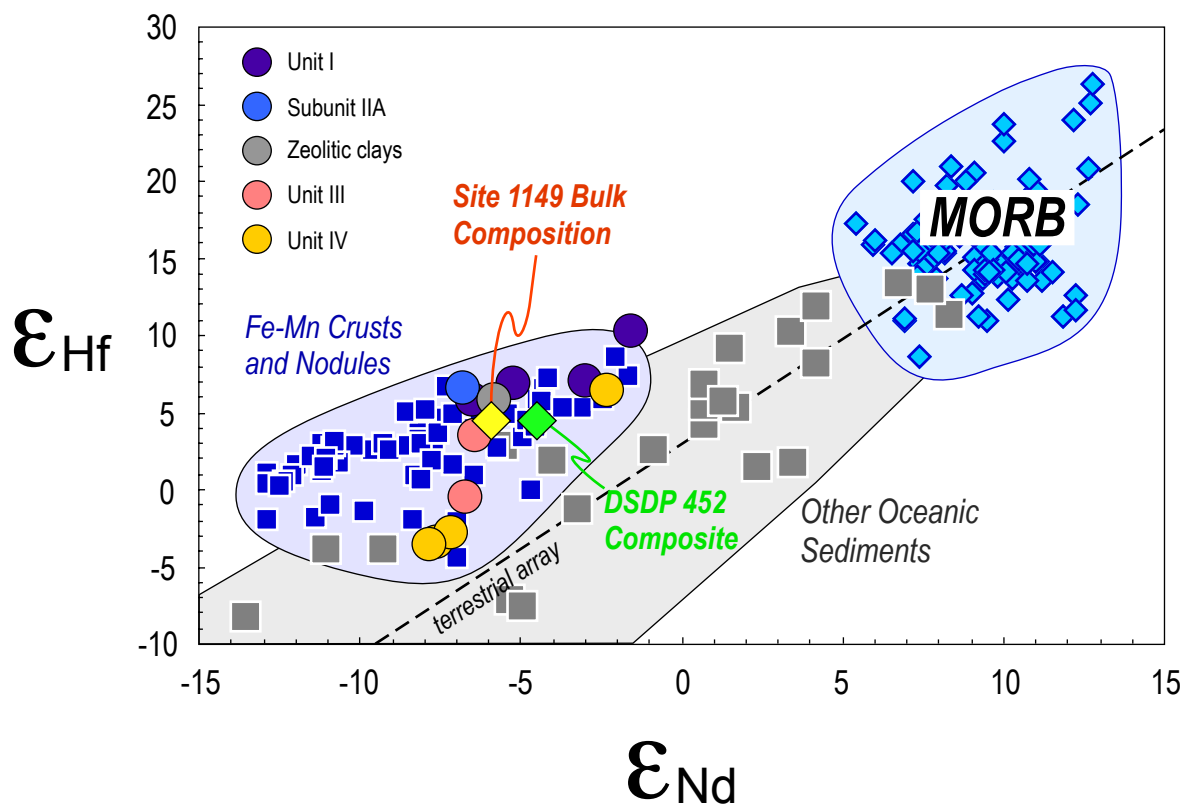 30
25
20
15
10
5
0
-5
-10
Unit I
Subunit IIA
Zeolitic clays
Unit III
Unit IV
Site 1149 Bulk
Composition
MORB
Fe-Mn Crusts
and Nodules
εHf
DSDP 452
Composite
Other Oceanic
Sediments
terrestrial array
-15
-10
-5
0
5
10
15
εNd